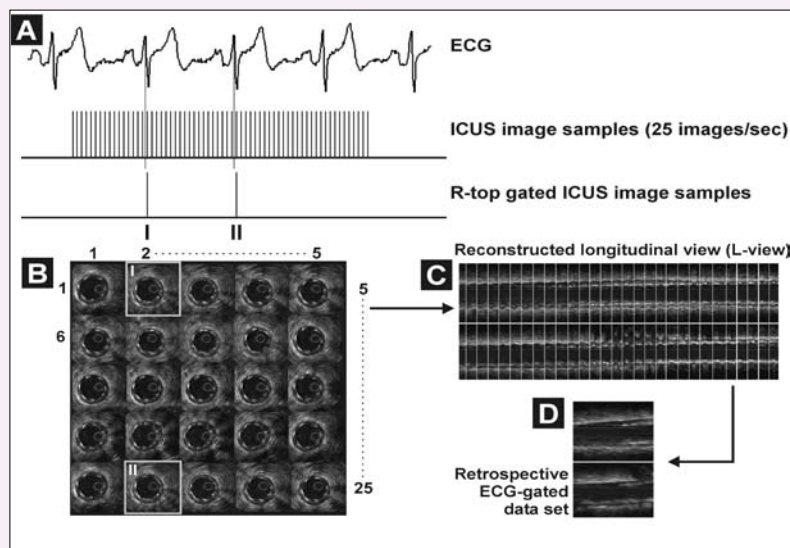 A
ECG
ICUS image samples (25 images/sec)
R-top gated ICUS image samples
I II
1 2 5
B
I
1 5
6
II
25
Reconstructed longitudinal view (L-view)
C
D
Retrospective
ECG-gated
data set